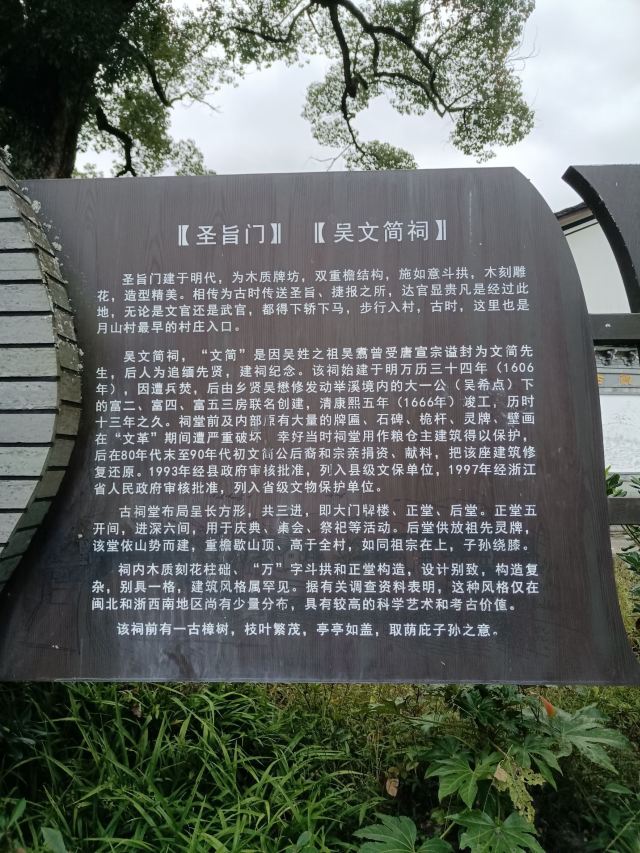 【圣旨门】 【吴文简祠】
圣旨门建于明代，为木质牌坊，双重檐结构，施如意斗拱，木刻雕
花，造型精美。相传为古时传送圣旨、捷报之所，达官显贵凡是经过此
地，无论是文官还是武官，都得下轿下马，步行入村，古时，这里也是
月山村最早的村庄入口。
吴文简祠，“文简”是因吴姓之祖吴翥曾受唐宣宗谥封为文简先
生，后人为追缅先贤，建祠纪念。该祠始建于明万历三十四年（1606
年），因遭兵焚，后由乡贤吴懋修发动举溪境内的大一公（吴希点）下
的富二、富四、富五三房联名创建，清康熙五年（1666年）竣工，历时
十三年之久。祠堂前及内部原有大量的牌匾、石碑、桅杆、灵牌、壁画
在“文革”期间遭严重破坏，幸好当时祠堂用作粮仓主建筑得以保护，
后在80年代末至90年代初文简公后裔和宗亲捐资、献料，把该座建筑修
复还原。1993年经县政府审核批准，列入县级文保单位，1997年经浙江
省人民政府审核批准，列入省级文物保护单位。
古祠堂布局呈长方形，共三进，即大门牌楼、正堂、后堂。正堂五
开间，进深六间，用于庆典、集会、祭祀等活动。后堂供放祖先灵牌，
该堂依山势而建，重檐歇山顶、高于全村，如同祖宗在上，子孙绕膝。
祠内木质刻花柱础、“万”字斗拱和正堂构造，设计别致，构造复
杂，别具一格，建筑风格属罕见。据有关调查资料表明，这种风格仅在
闽北和浙西南地区尚有少量分布，具有较高的科学艺术和考古价值。
该祠前有一古樟树，枝叶繁茂，亭亭如盖，取荫庇子孙之意。